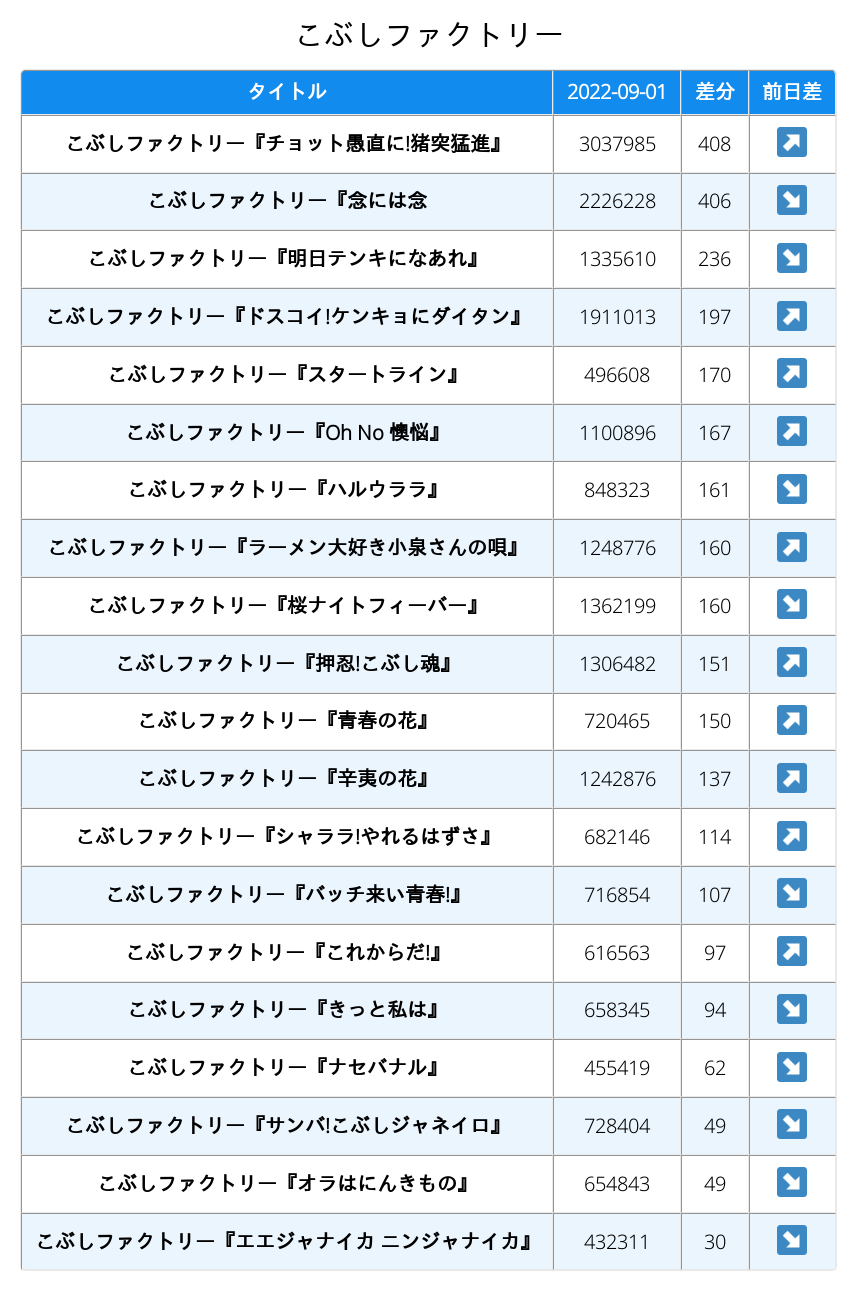 こぶしファクトリー
タイトル 2022-09-01 差分 前日差
こぶしファクトリー『チョット愚直に!猪突猛進』 3037985 408 ↗
こぶしファクトリー『念には念 2226228 406 ↘
こぶしファクトリー『明日テンキになあれ』 1335610 236 ↘
こぶしファクトリー『ドスコイ!ケンキョにダイタン』 1911013 197 ↗
こぶしファクトリー『スタートライン』 496608 170 ↗
こぶしファクトリー『Oh No 懊悩』 1100896 167 ↗
こぶしファクトリー『ハルウララ』 848323 161 ↘
こぶしファクトリー『ラーメン大好き小泉さんの唄』 1248776 160 ↗
こぶしファクトリー『桜ナイトフィーバー』 1362199 160 ↘
こぶしファクトリー『押忍!こぶし魂』 1306482 151 ↗
こぶしファクトリー『青春の花』 720465 150 ↗
こぶしファクトリー『辛夷の花』 1242876 137 ↗
こぶしファクトリー『シャララ!やれるはずさ』 682146 114 ↗
こぶしファクトリー『バッチ来い青春!』 716854 107 ↘
こぶしファクトリー『これからだ!』 616563 97 ↗
こぶしファクトリー『きっと私は』 658345 94 ↘
こぶしファクトリー『ナセバナル』 455419 62 ↘
こぶしファクトリー『サンバ!こぶしジャネイロ』 728404 49 ↘
こぶしファクトリー『オラはにんきもの』 654843 49 ↘
こぶしファクトリー『エエジャナイカ ニンジャナイカ』 432311 30 ↘